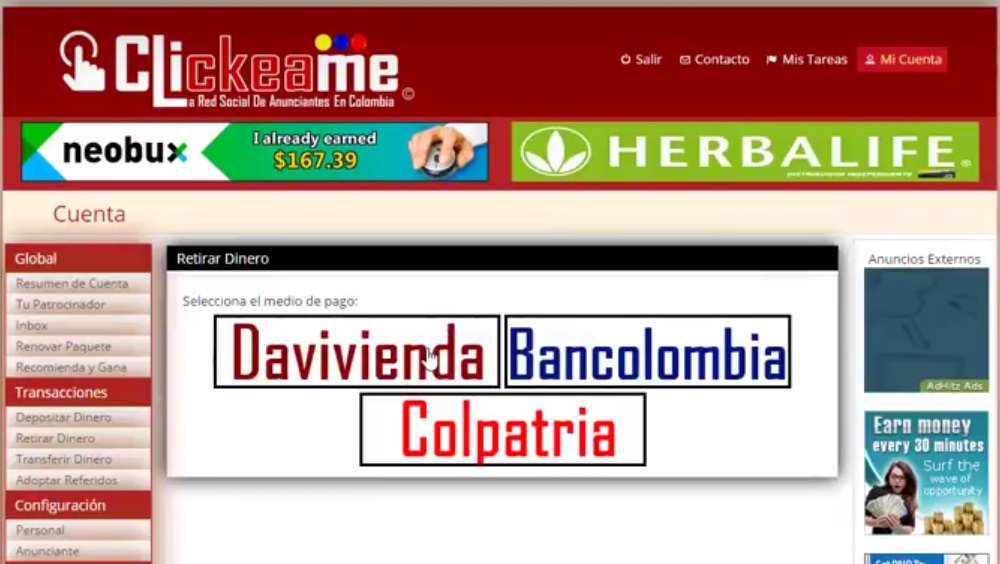 CLickeame
La Red Social De Anunciantes En Colombia ©
Salir
Contacto
Mis Tareas
Mi Cuenta
neobux
I already earned
$167.39
HERBALIFE®
DISTRIBUIDOR INDEPENDIENTE
Cuenta
Global
Resumen de Cuenta
Tu Patrocinador
Inbox
Renovar Paquete
Recomienda y Gana
Transacciones
Depositar Dinero
Retirar Dinero
Transferir Dinero
Adoptar Referidos
Configuración
Personal
Anunciante
Retirar Dinero
Selecciona el medio de pago:
Davivienda
Bancolombia
Colpatria
Anuncios Externos
AdHitz Ads
Earn money
every 30 minutes
Surf the
wave of
opportunity